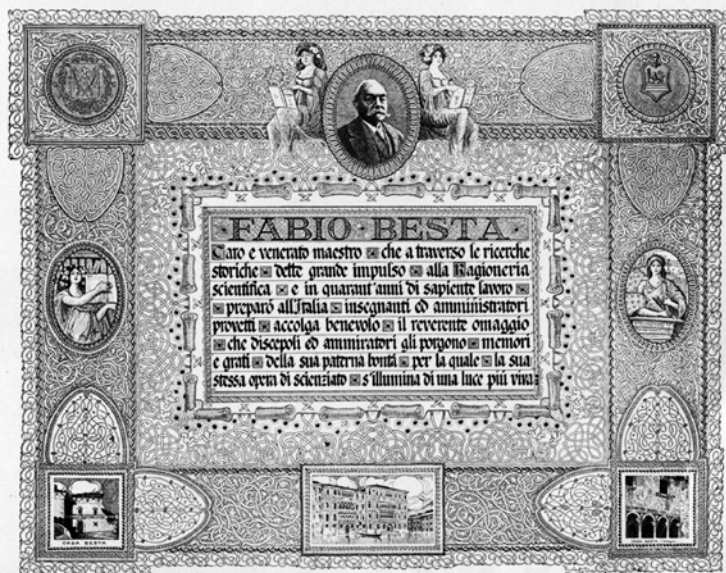 FABIO · BESTA
Caro e venerato maestro che a traverso le ricerche
storiche dette grande impulso alla Ragioneria
scientifica e in quarant'anni di sapiente lavoro
preparò all'Italia insegnanti ed amministratori
provetti accolga benevolo il reverente omaggio
che discepoli ed ammiratori gli porgono memori
e grati della sua paterna bontà per la quale la sua
stessa opera di scienziato s'illumina di una luce più viva
CASA BESTA
CASA BESTA